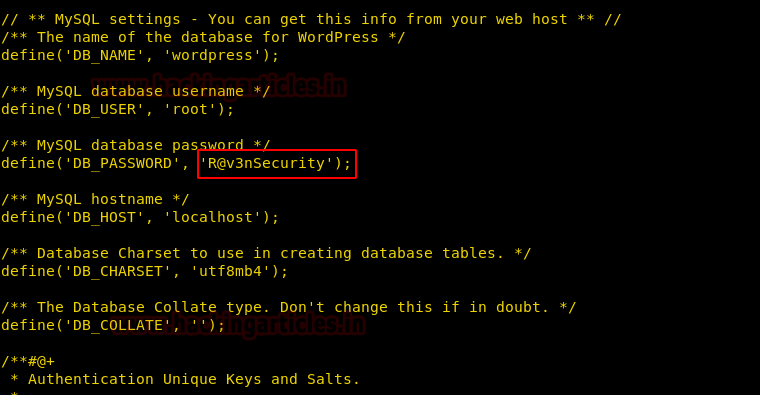 // ** MySQL settings - You can get this info from your web host ** //
/** The name of the database for WordPress */
define('DB_NAME', 'wordpress');
www.hackingarticles.in
/** MySQL database username */
define('DB_USER', 'root');
/** MySQL database password */
define('DB_PASSWORD', 'R@v3nSecurity');
/** MySQL hostname */
define('DB_HOST', 'localhost');
/** Database Charset to use in creating database tables. */
define('DB_CHARSET', 'utf8mb4');
/** The Database Collate type. Don't change this if in doubt. */
define('DB_COLLATE', '');
www.hackingarticles.in
/**#@+
 * Authentication Unique Keys and Salts.
 *